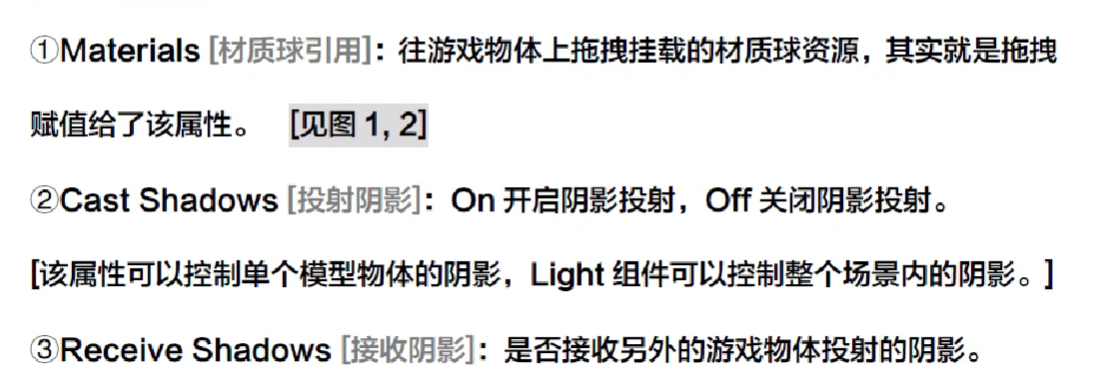 ①Materials [材质球引用]：往游戏物体上拖拽挂载的材质球资源，其实就是拖拽
赋值给了该属性。 [见图 1, 2]
②Cast Shadows [投射阴影]：On 开启阴影投射，Off 关闭阴影投射。
[该属性可以控制单个模型物体的阴影，Light 组件可以控制整个场景内的阴影。]
③Receive Shadows [接收阴影]：是否接收另外的游戏物体投射的阴影。